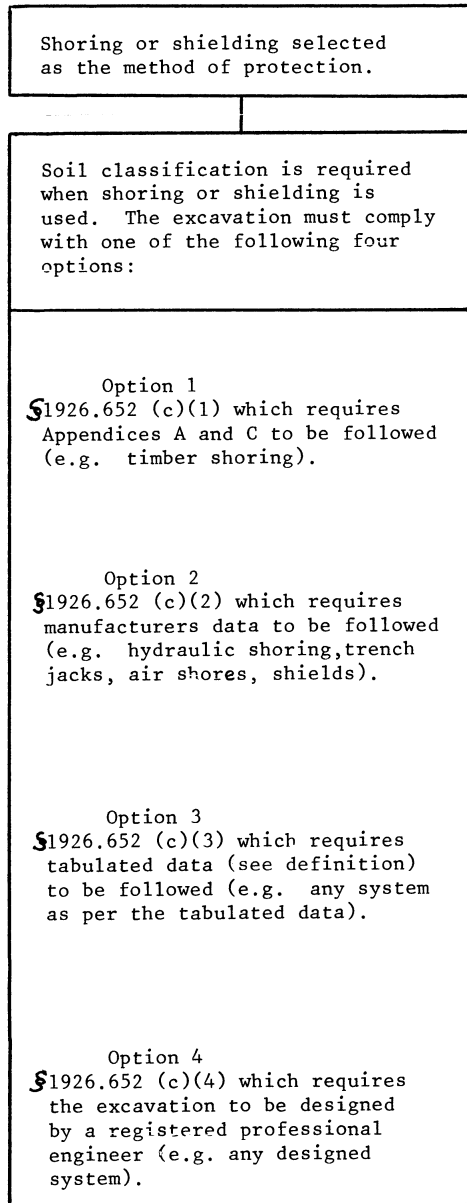 Shoring or shielding selected
as the method of protection.
Soil classification is required
when shoring or shielding is
used. The excavation must comply
with one of the following four
options:
Option 1
§1926.652 (c)(1) which requires
Appendices A and C to be followed
(e.g. timber shoring).
Option 2
§1926.652 (c)(2) which requires
manufacturers data to be followed
(e.g. hydraulic shoring,trench
jacks, air shores, shields).
Option 3
§1926.652 (c)(3) which requires
tabulated data (see definition)
to be followed (e.g. any system
as per the tabulated data).
Option 4
§1926.652 (c)(4) which requires
the excavation to be designed
by a registered professional
engineer (e.g. any designed
system).